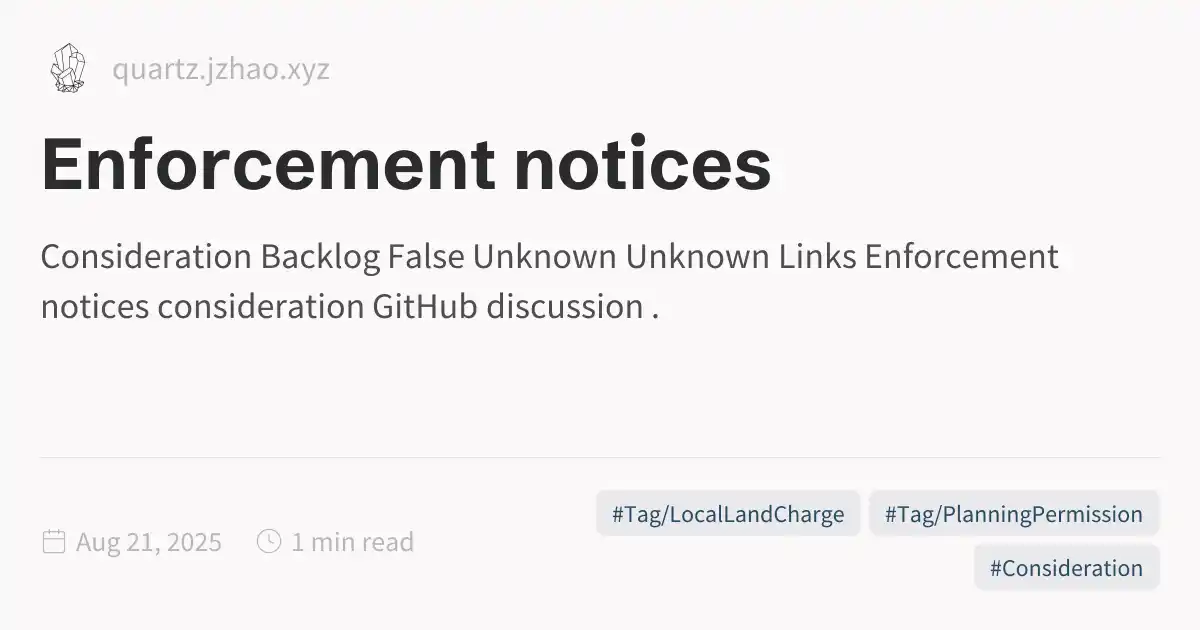 quartz.jzhao.xyz
Enforcement notices
Consideration Backlog False Unknown Unknown Links Enforcement
notices consideration GitHub discussion .
Aug 21, 2025
1 min read
#Tag/LocalLandCharge
#Tag/PlanningPermission
#Consideration